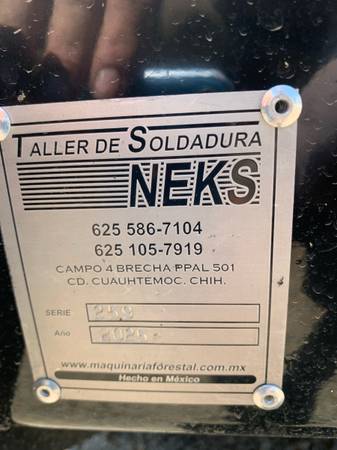 TALLER DE SOLDADURA
NEKS
625 586-7104
625 105-7919
CAMPO 4 BRECHA PPAL 501
CD. CUAUHTEMOC. CHIH.
SERIE
Año
www.maquinariaforestal.com.mx
Hecho en México